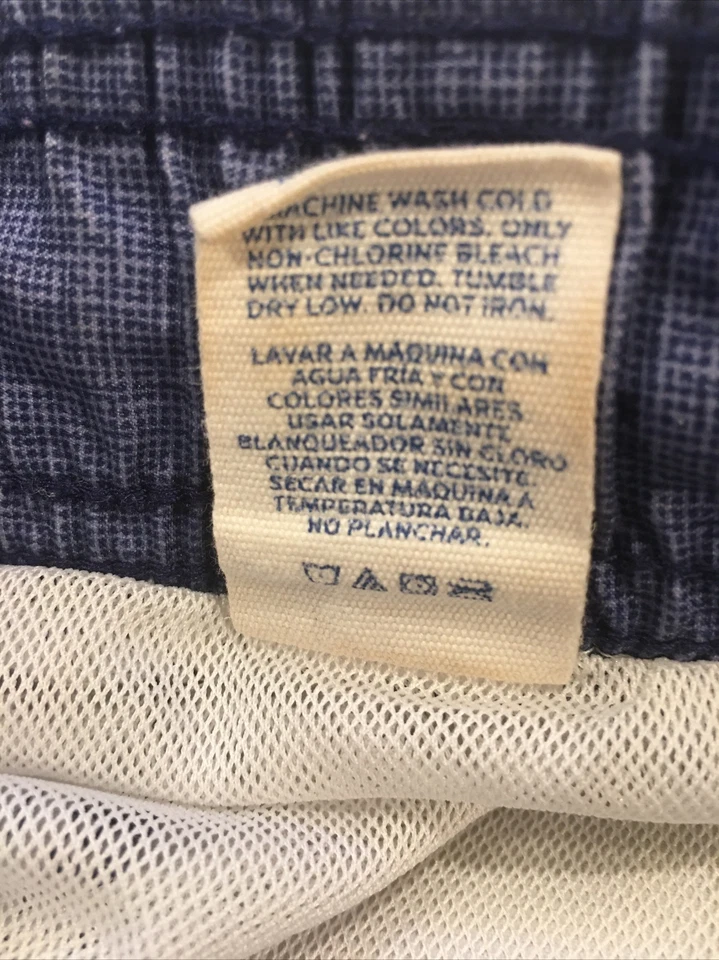 MACHINE WASH COLD
WITH LIKE COLORS. ONLY
NON-CHLORINE BLEACH
WHEN NEEDED. TUMBLE
DRY LOW. DO NOT IRON.
LAVAR A MAQUINA CON
AGUA FRIA Y CON
COLORES SIMILARES
USAR SOLAMENTE
BLANQUEADOR SIN CLORO
CUANDO SE NECESITE.
SECAR EN MAQUINA A
TEMPERATURA BAJA.
NO PLANCHAR.